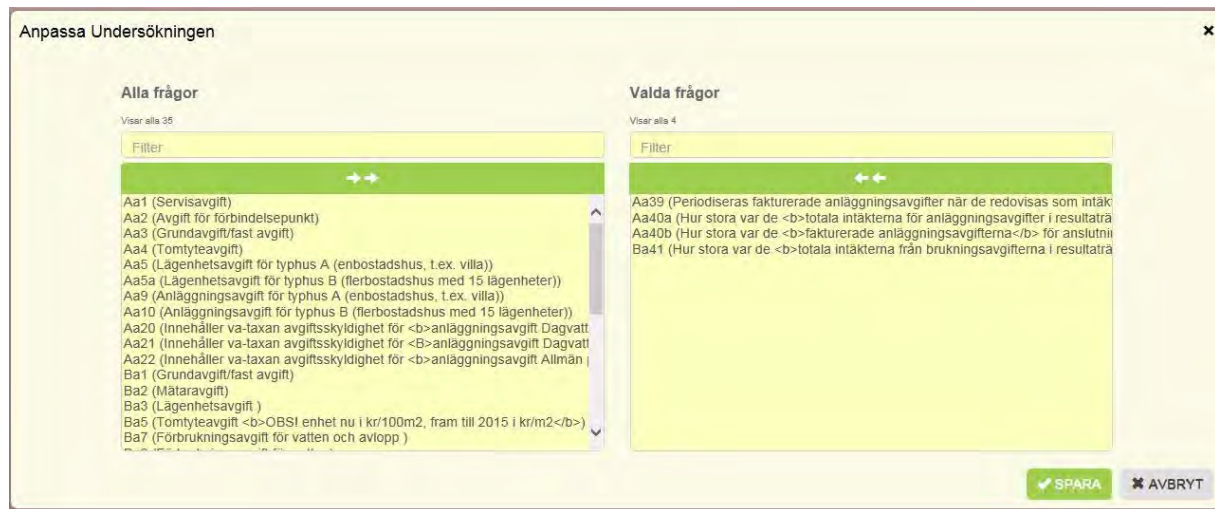 Anpassa Undersökningen
Alla frågor
Visar alla 35
Filter
Aa1 (Servisavgift)
Aa2 (Avgift för förbindelsepunkt)
Aa3 (Grundavgift/fast avgift)
Aa4 (Tomtyteavgift)
Aa5 (Lägenhetsavgift för typhus A (enbostadshus, t.ex. villa))
Aa5a (Lägenhetsavgift för typhus B (flerbostadshus med 15 lägenheter))
Aa9 (Anläggningsavgift för typhus A (enbostadshus, t.ex. villa))
Aa10 (Anläggningsavgift för typhus B (flerbostadshus med 15 lägenheter))
Aa20 (Innehåller va-taxan avgiftsskyldighet för <b>anläggningsavgift Dagvatt
Aa21 (Innehåller va-taxan avgiftsskyldighet för <B>anläggningsavgift Dagvatt
Aa22 (Innehåller va-taxan avgiftsskyldighet för <b>anläggningsavgift Allmän
Ba1 (Grundavgift/fast avgift)
Ba2 (Mätaravgift)
Ba3 (Lägenhetsavgift )
Ba5 (Tomtyteavgift <b>OBS! enhet nu i kr/100m2, fram till 2015 i kr/m2</b>)
Ba7 (Förbrukningsavgift för vatten och avlopp )
Valda frågor
Visar alla 4
Filter
Aa39 (Periodiseras fakturerade anläggningsavgifter när de redovisas som intäk
Aa40a (Hur stora var de <b>totala intäkterna för anläggningsavgifter i resultaträ
Aa40b (Hur stora var de <b>fakturerade anläggningsavgifterna</b> för anslutnin
Ba41 (Hur stora var de <b>totala intäkterna från brukningsavgifterna i resultaträ
SPARA
AVBRYT